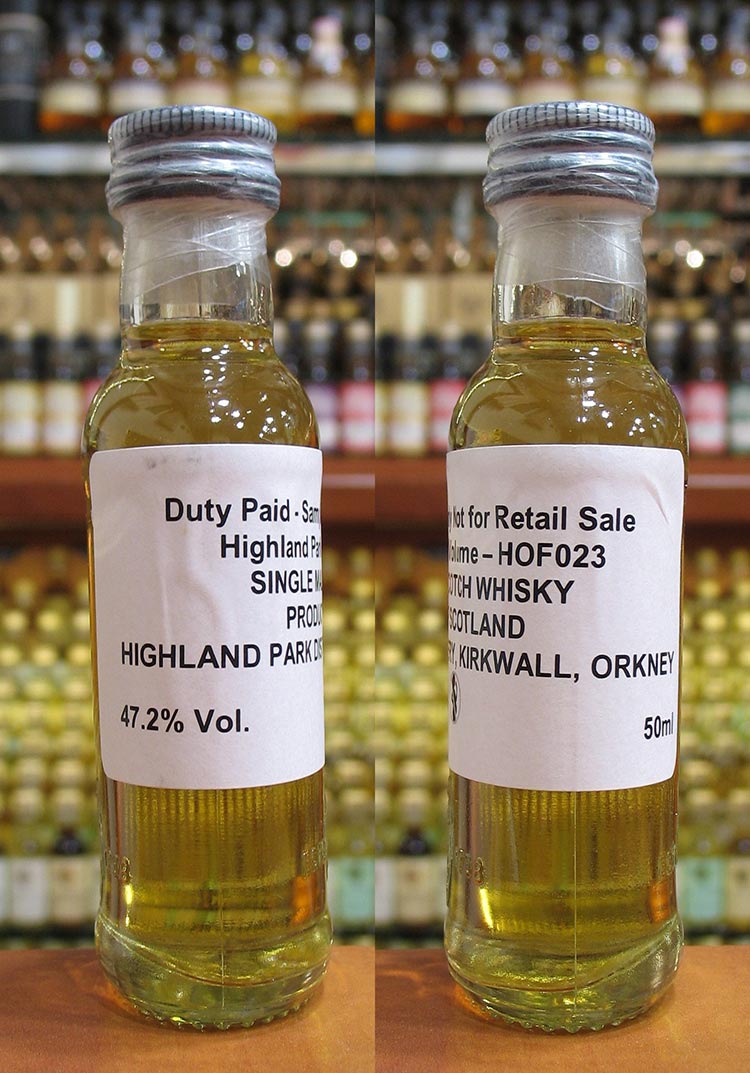 Duty Paid - Sam
Highland Par
SINGLE MA
PRODU
HIGHLAND PARK DIS
47.2% Vol.
Not for Retail Sale
olume – HOF023
OTCH WHISKY
SCOTLAND
RY, KIRKWALL, ORKNEY
50ml